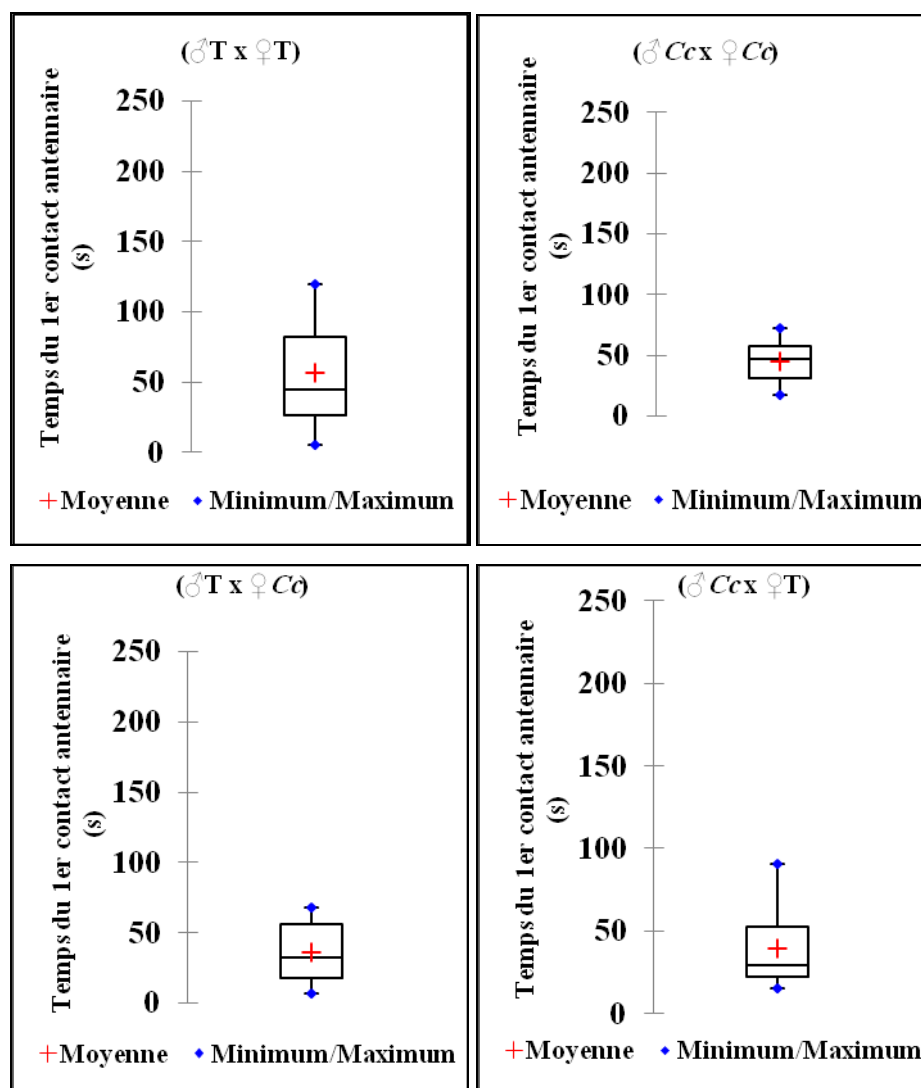 (♂T x ♀T)
Temps du 1er contact antennaire
(s)
250
200
150
100
50
0
+Moyenne ◆Minimum/Maximum
(♂ Cc x ♀ Cc)
Temps du 1er contact antennaire
(s)
250
200
150
100
50
0
+Moyenne ◆Minimum/Maximum
(♂T x ♀ Cc)
Temps du 1er contact antennaire
(s)
250
200
150
100
50
0
+Moyenne ◆Minimum/Maximum
(♂ Cc x ♀T)
Temps du 1er contact antennaire
(s)
250
200
150
100
50
0
+Moyenne ◆Minimum/Maximum